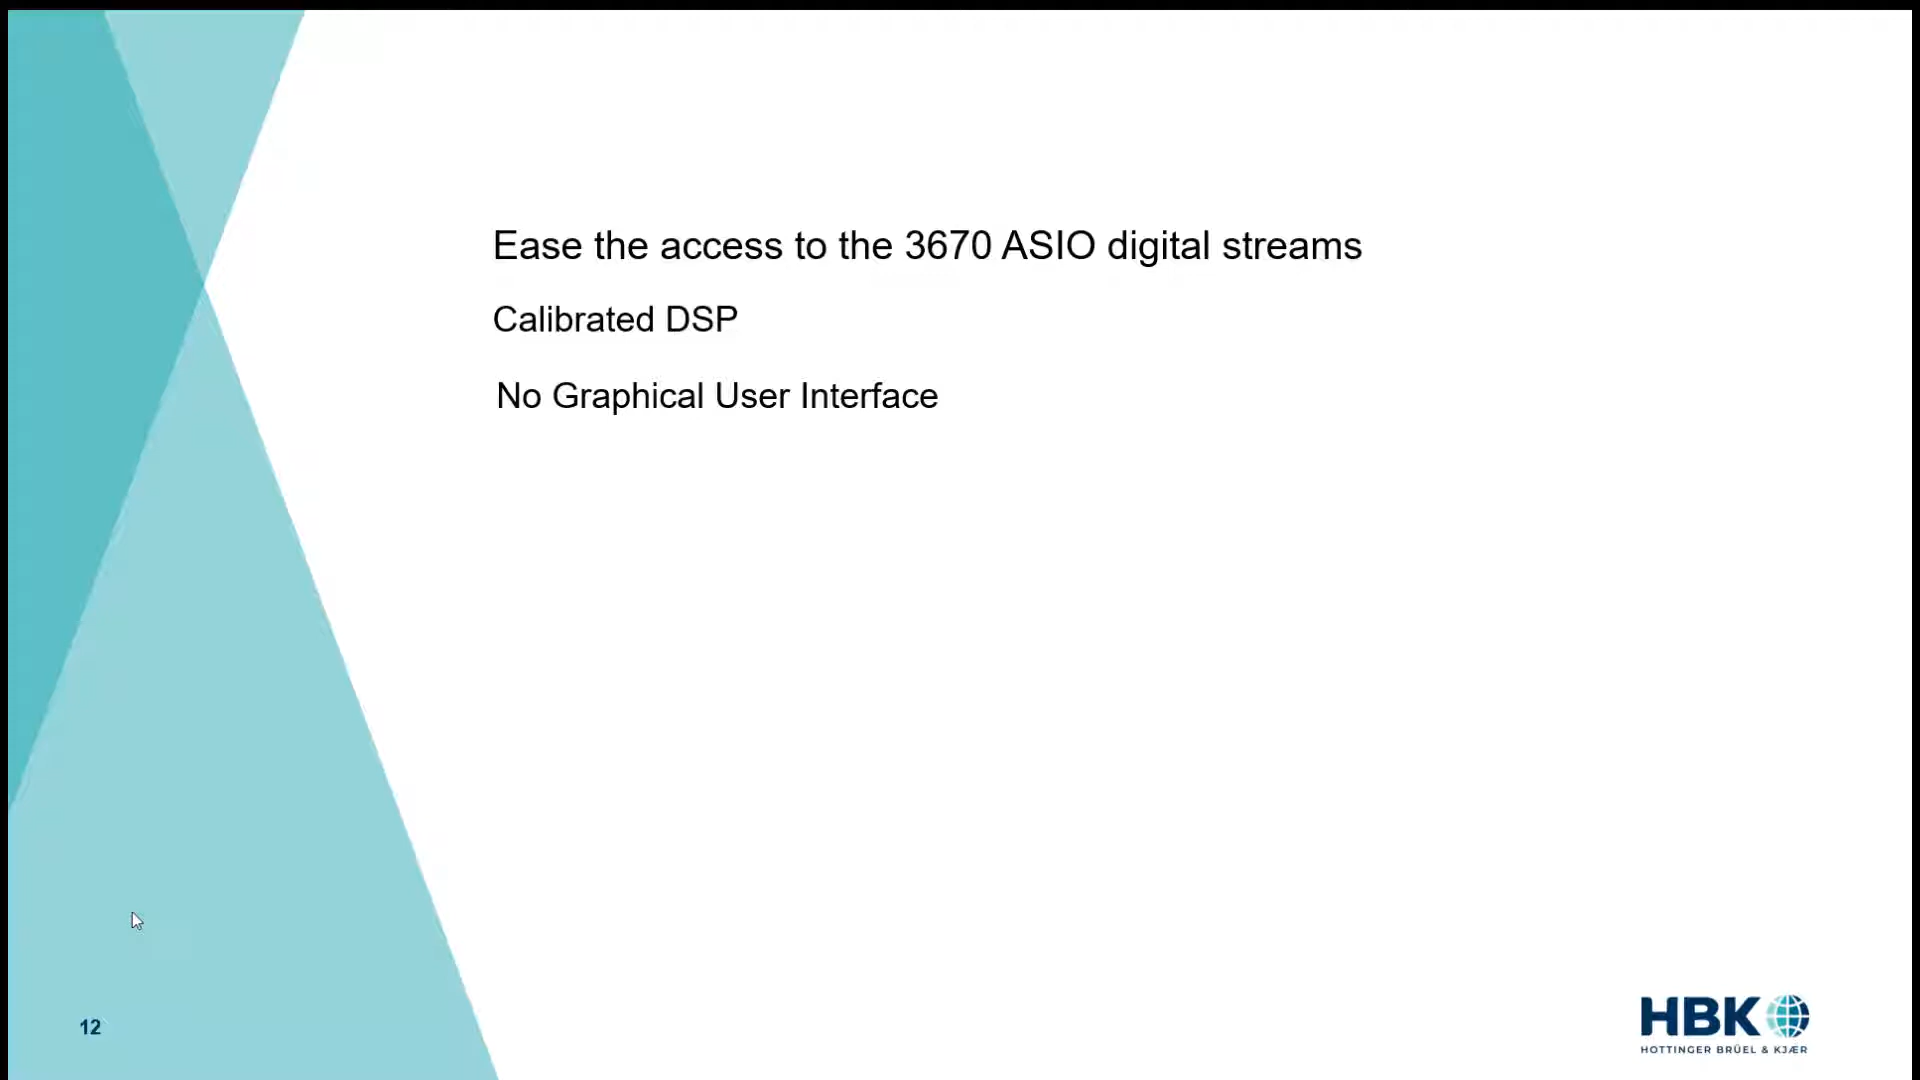 Ease the access to the 3670 ASIO digital streams
Calibrated DSP
No Graphical User Interface
12
HBK
HOTTINGER BRÜEL & KJÆR